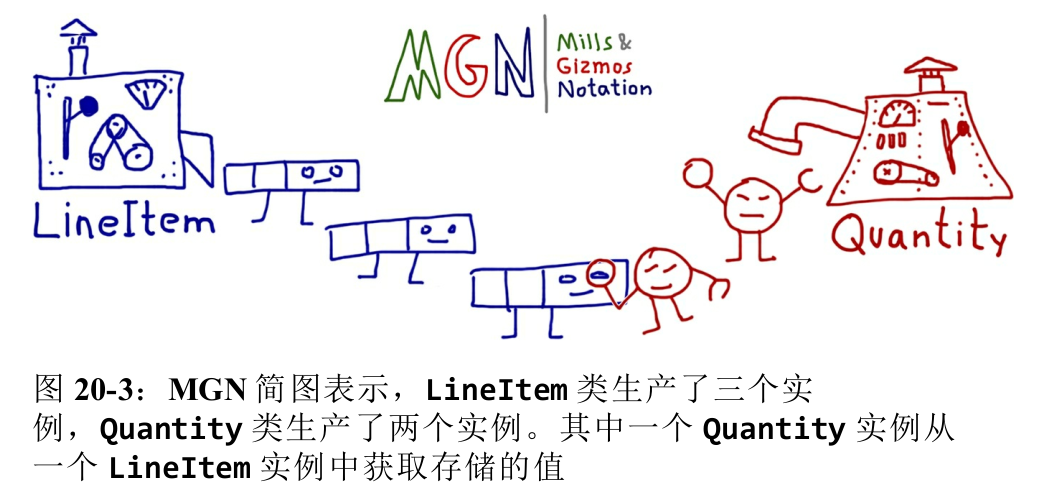 MGN
Mills &
Gizmos
Notation
LineItem
Quantity
图 20-3：MGN 简图表示，LineItem 类生产了三个实
例，Quantity 类生产了两个实例。其中一个 Quantity 实例从
一个 LineItem 实例中获取存储的值